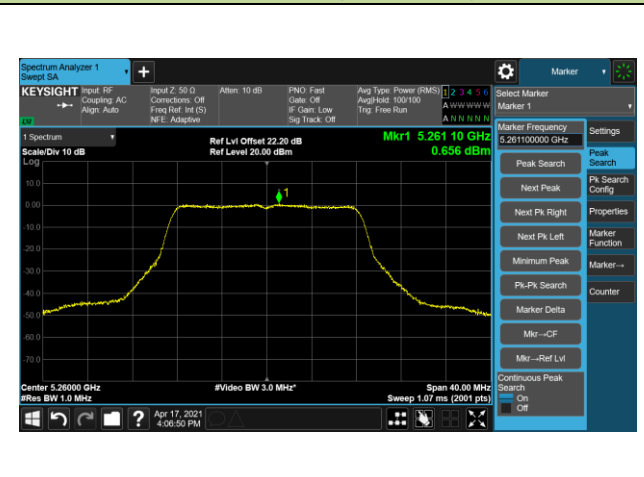 Spectrum Analyzer 1
Swept SA
Marker
KEYSIGHT
Input: RF
Coupling: AC
Align: Auto
Input Z: 50 Ω
Corrections: Off
Freq Ref: Int (S)
NFE: Adaptive
Atten: 10 dB
PNO: Fast
Gate: Off
IF Gain: Low
Sig Track: Off
Avg Type: Power (RMS)
Avg|Hold: 100/100
Trig: Free Run
1 2 3 4 5 6
A W W W W W
A N N N N N
Select Marker
Marker 1
1 Spectrum
Scale/Div 10 dB
Log
Ref Lvl Offset 22.20 dB
Ref Level 20.00 dBm
Mkr1 5.261 10 GHz
0.656 dBm
10.0
0.00
-10.0
-20.0
-30.0
-40.0
-50.0
-60.0
-70.0
1
Center 5.26000 GHz
#Res BW 1.0 MHz
#Video BW 3.0 MHz*
Span 40.00 MHz
Sweep 1.07 ms (2001 pts)
Marker Frequency
5.261100000 GHz
Peak Search
Next Peak
Next Pk Right
Next Pk Left
Minimum Peak
Pk-Pk Search
Marker Delta
Mkr→CF
Mkr→Ref Lvl
Continuous Peak
Search
On
Off
Settings
Peak
Search
Pk Search
Config
Properties
Marker
Function
Marker→
Counter
?
Apr 17, 2021
4:06:50 PM